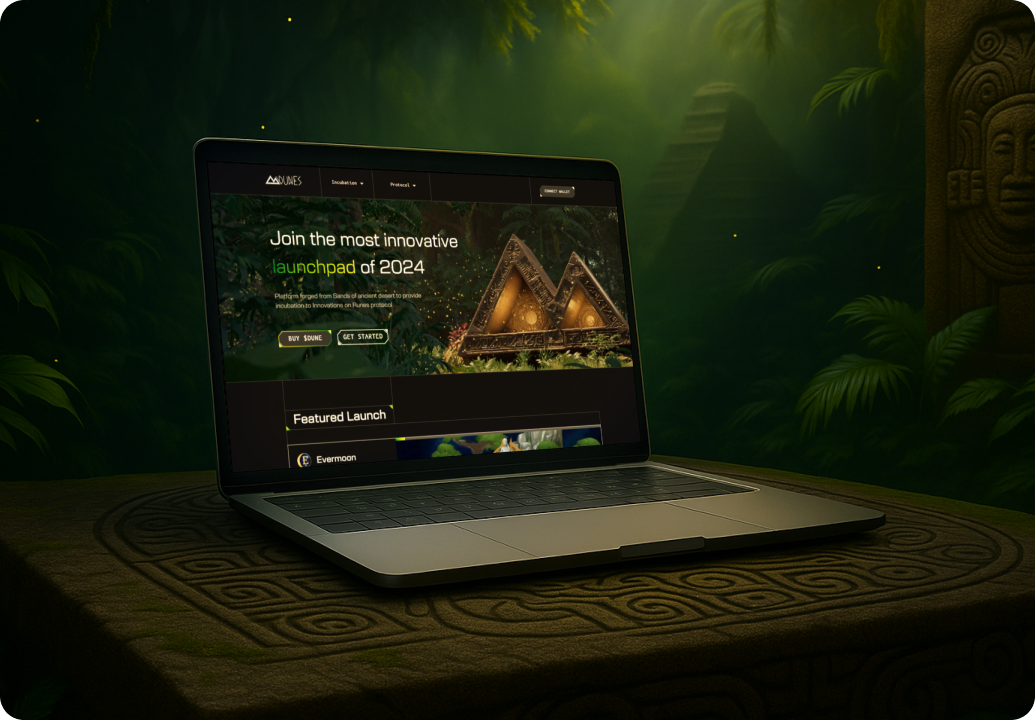 DUNES
Incubation
Protocol
CONNECT WALLET
Join the most innovative
launchpad of 2024
Platform forged from Sands of ancient desert to provide
incubation to Innovations on Runes protocol
BUY $DUNE
GET STARTED
Featured Launch
Evermoon